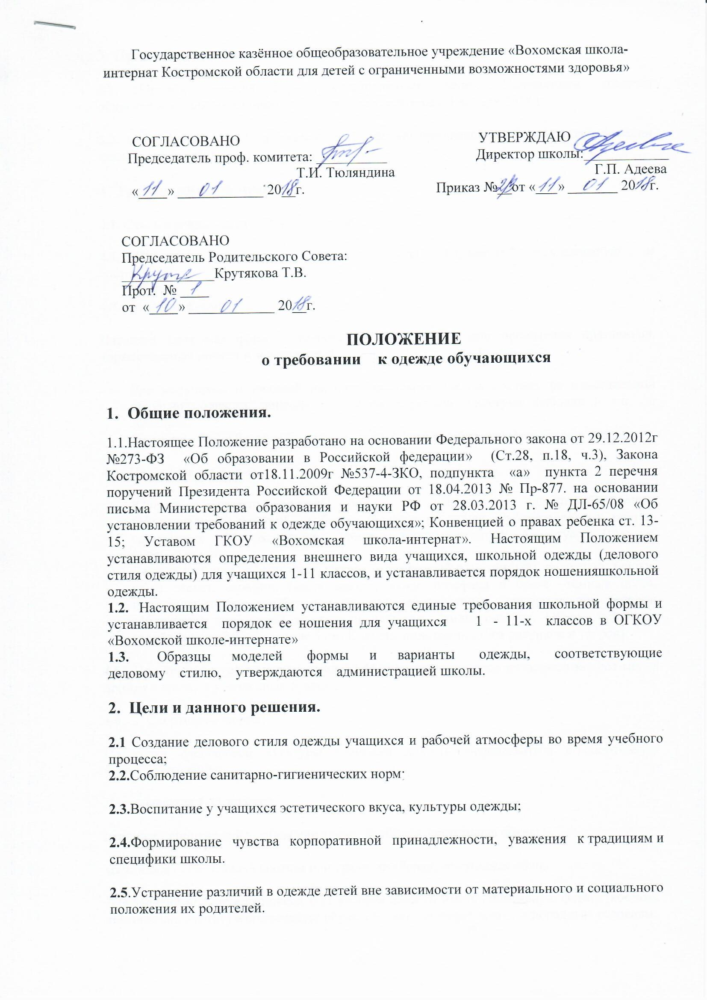 Государственное казённое общеобразовательное учреждение «Вохомская школа-
интернат Костромской области для детей с ограниченными возможностями здоровья»
СОГЛАСОВАНО
Председатель проф. комитета: __________
Т.И. Тюляндина
«11» 01 2018г.
УТВЕРЖДАЮ
Директор школы:____________
Г.П. Адеева
Приказ № от «11» 01 2018г.
СОГЛАСОВАНО
Председатель Родительского Совета:
_____________Крутякова Т.В.
Прот. № 1
от «10» 01 2018г.
ПОЛОЖЕНИЕ
о требовании к одежде обучающихся
1. Общие положения.
1.1.Настоящее Положение разработано на основании Федерального закона от 29.12.2012г
№273-ФЗ «Об образовании в Российской федерации» (Ст.28, п.18, ч.3), Закона
Костромской области от18.11.2009г №537-4-ЗКО, подпункта «а» пункта 2 перечня
поручений Президента Российской Федерации от 18.04.2013 № Пр-877. на основании
письма Министерства образования и науки РФ от 28.03.2013 г. № ДЛ-65/08 «Об
установлении требований к одежде обучающихся»; Конвенцией о правах ребенка ст. 13-
15; Уставом ГКОУ «Вохомская школа-интернат». Настоящим Положением
устанавливаются определения внешнего вида учащихся, школьной одежды (делового
стиля одежды) для учащихся 1-11 классов, и устанавливается порядок ношенияшкольной
одежды.
1.2. Настоящим Положением устанавливаются единые требования школьной формы и
устанавливается порядок ее ношения для учащихся 1 - 11-х классов в ОГКОУ
«Вохомской школе-интернате»
1.3. Образцы моделей формы и варианты одежды, соответствующие
деловому стилю, утверждаются администрацией школы.
2. Цели и данного решения.
2.1 Создание делового стиля одежды учащихся и рабочей атмосферы во время учебного
процесса;
2.2.Соблюдение санитарно-гигиенических норм;
2.3.Воспитание у учащихся эстетического вкуса, культуры одежды;
2.4.Формирование чувства корпоративной принадлежности, уважения к традициям и
специфики школы.
2.5.Устранение различий в одежде детей вне зависимости от материального и социального
положения их родителей.